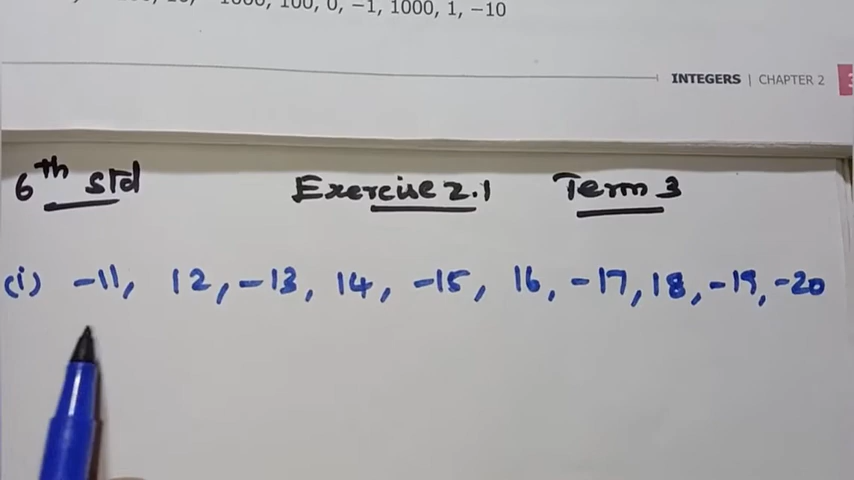 1000, 100, 0, −1, 1000, 1, −10
INTEGERS | CHAPTER 2
6th std Exercise 2.1 Term 3
(i) -11, 12, -13, 14, -15, 16, -17, 18, -19, -20